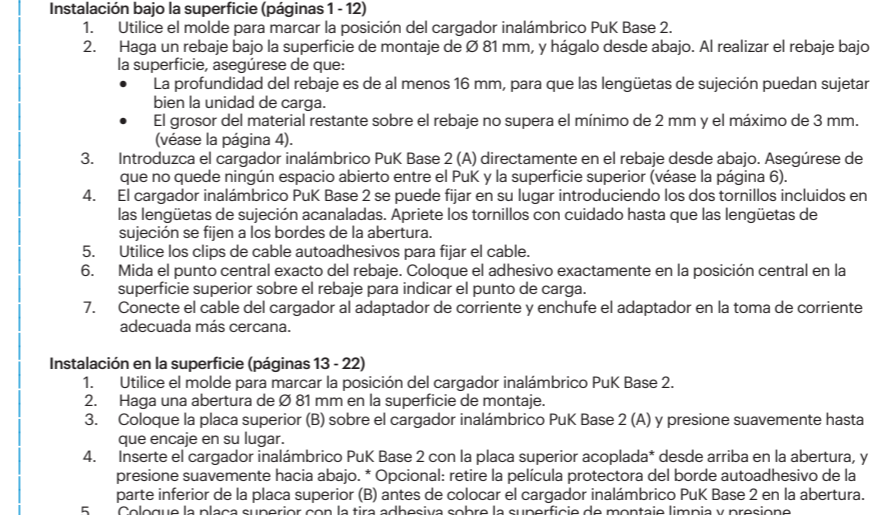 Instalación bajo la superficie (páginas 1 - 12)
1. Utilice el molde para marcar la posición del cargador inalámbrico PuK Base 2.
2. Haga un rebaje bajo la superficie de montaje de Ø 81 mm, y hágalo desde abajo. Al realizar el rebaje bajo
la superficie, asegúrese de que:
• La profundidad del rebaje es de al menos 16 mm, para que las lengüetas de sujeción puedan sujetar
bien la unidad de carga.
• El grosor del material restante sobre el rebaje no supera el mínimo de 2 mm y el máximo de 3 mm.
(véase la página 4).
3. Introduzca el cargador inalámbrico PuK Base 2 (A) directamente en el rebaje desde abajo. Asegúrese de
que no quede ningún espacio abierto entre el PuK y la superficie superior (véase la página 6).
4. El cargador inalámbrico PuK Base 2 se puede fijar en su lugar introduciendo los dos tornillos incluidos en
las lengüetas de sujeción acanaladas. Apriete los tornillos con cuidado hasta que las lengüetas de
sujeción se fijen a los bordes de la abertura.
5. Utilice los clips de cable autoadhesivos para fijar el cable.
6. Mida el punto central exacto del rebaje. Coloque el adhesivo exactamente en la posición central en la
superficie superior sobre el rebaje para indicar el punto de carga.
7. Conecte el cable del cargador al adaptador de corriente y enchufe el adaptador en la toma de corriente
adecuada más cercana.
Instalación en la superficie (páginas 13 - 22)
1. Utilice el molde para marcar la posición del cargador inalámbrico PuK Base 2.
2. Haga una abertura de Ø 81 mm en la superficie de montaje.
3. Coloque la placa superior (B) sobre el cargador inalámbrico PuK Base 2 (A) y presione suavemente hasta
que encaje en su lugar.
4. Inserte el cargador inalámbrico PuK Base 2 con la placa superior acoplada* desde arriba en la abertura, y
presione suavemente hacia abajo. * Opcional: retire la película protectora del borde autoadhesivo de la
parte inferior de la placa superior (B) antes de colocar el cargador inalámbrico PuK Base 2 en la abertura.
5. Coloque la placa superior con la tira adhesiva sobre la superficie de montaje limpia y presione